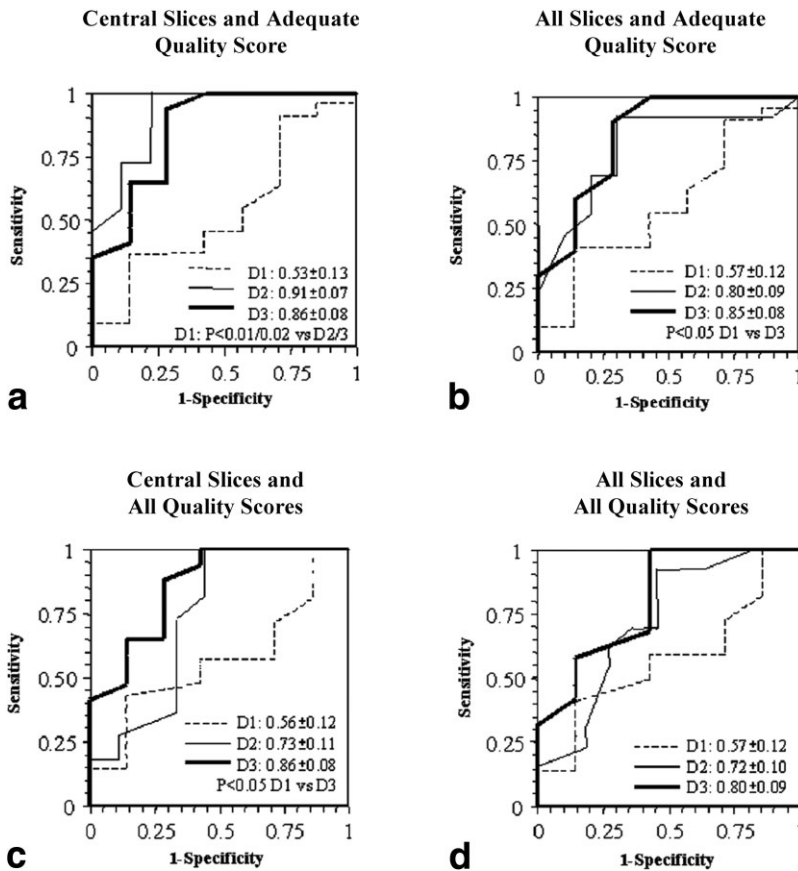 Central Slices and Adequate
Quality Score
1
0.75
0.50
0.25
0
Sensitivity
D1: 0.53±0.13
D2: 0.91±0.07
D3: 0.86±0.08
D1: P<0.01/0.02 vs D2/3
0 0.25 0.5 0.75 1
1-Specificity
a
All Slices and Adequate
Quality Score
1
0.75
0.50
0.25
0
Sensitivity
D1: 0.57±0.12
D2: 0.80±0.09
D3: 0.85±0.08
P<0.05 D1 vs D3
0 0.25 0.5 0.75 1
1-Specificity
b
Central Slices and
All Quality Scores
1
0.75
0.50
0.25
0
Sensitivity
D1: 0.56±0.12
D2: 0.73±0.11
D3: 0.86±0.08
P<0.05 D1 vs D3
0 0.25 0.5 0.75 1
1-Specificity
c
All Slices and
All Quality Scores
1
0.75
0.50
0.25
0
Sensitivity
D1: 0.57±0.12
D2: 0.72±0.10
D3: 0.80±0.09
0 0.25 0.5 0.75 1
1-Specificity
d